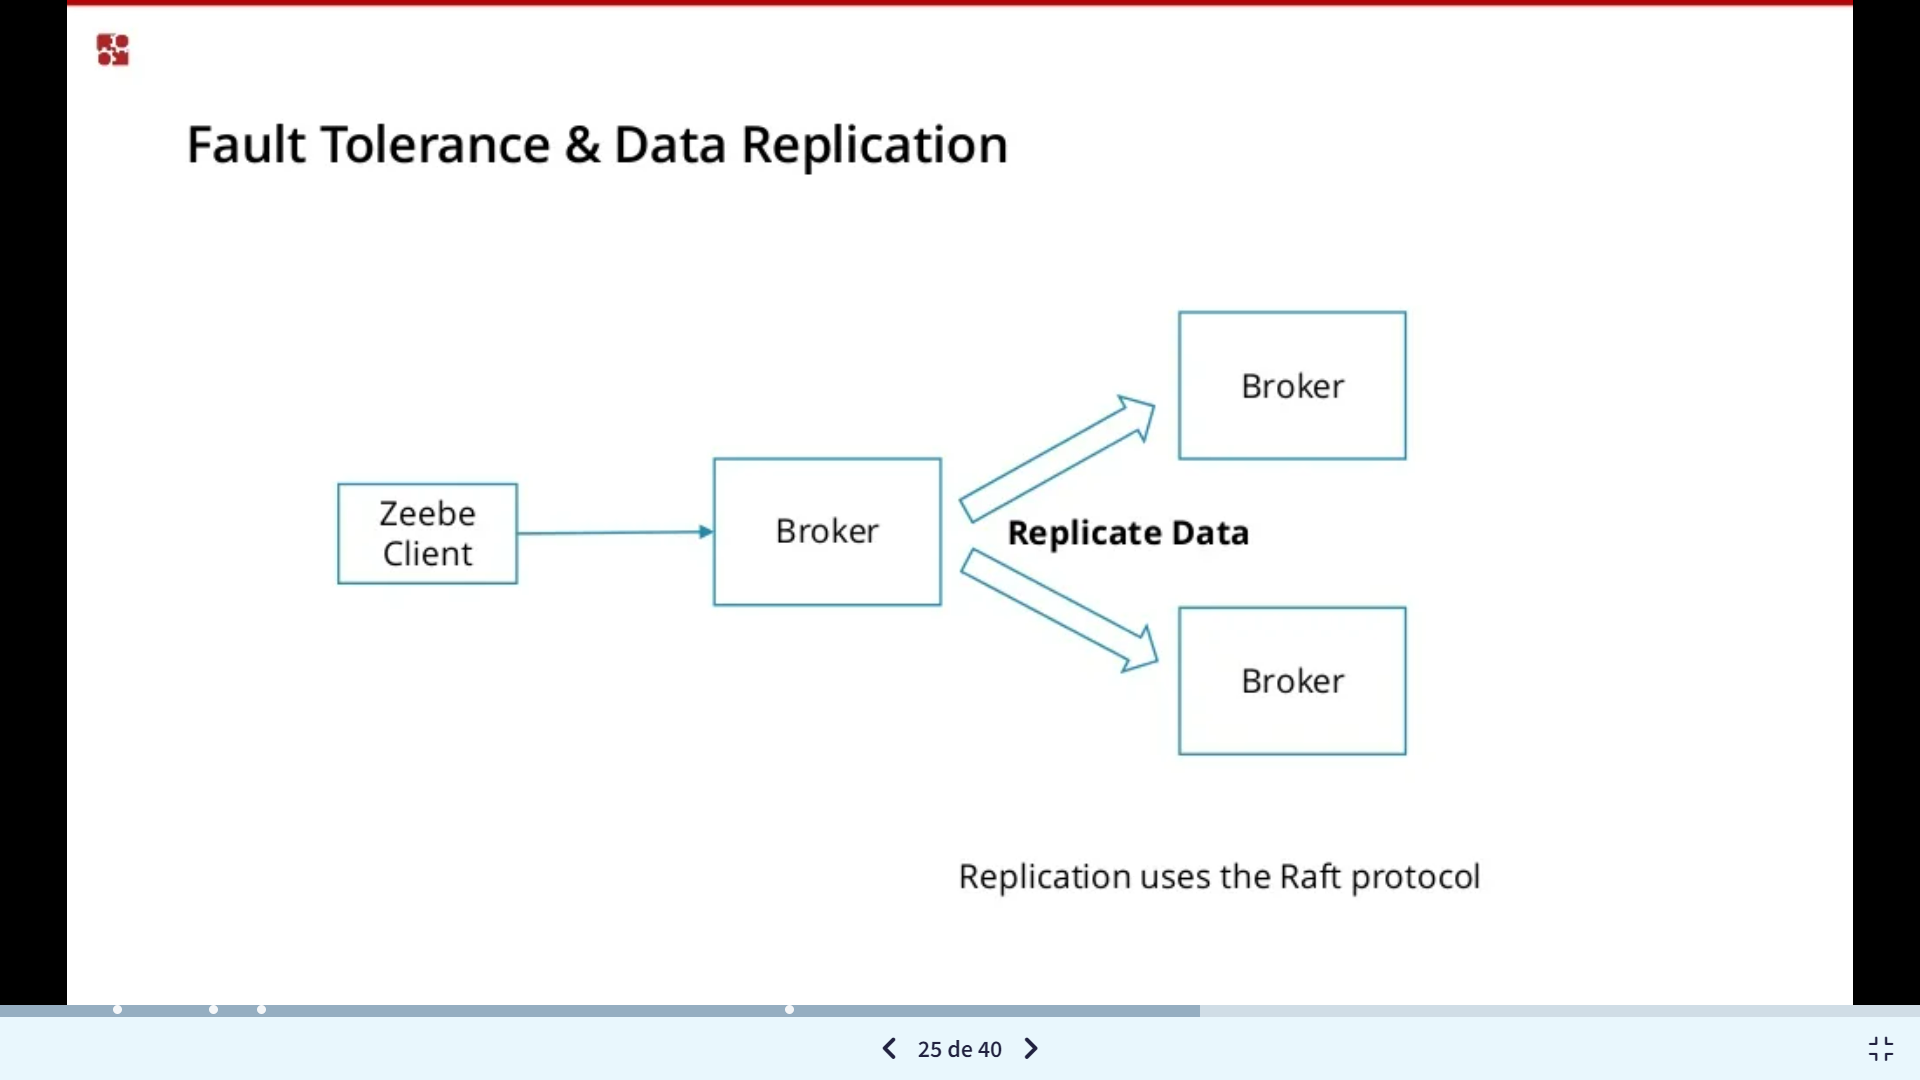 Fault Tolerance & Data Replication
Broker
Zeebe
Client
Broker
Replicate Data
Broker
Replication uses the Raft protocol
25 de 40